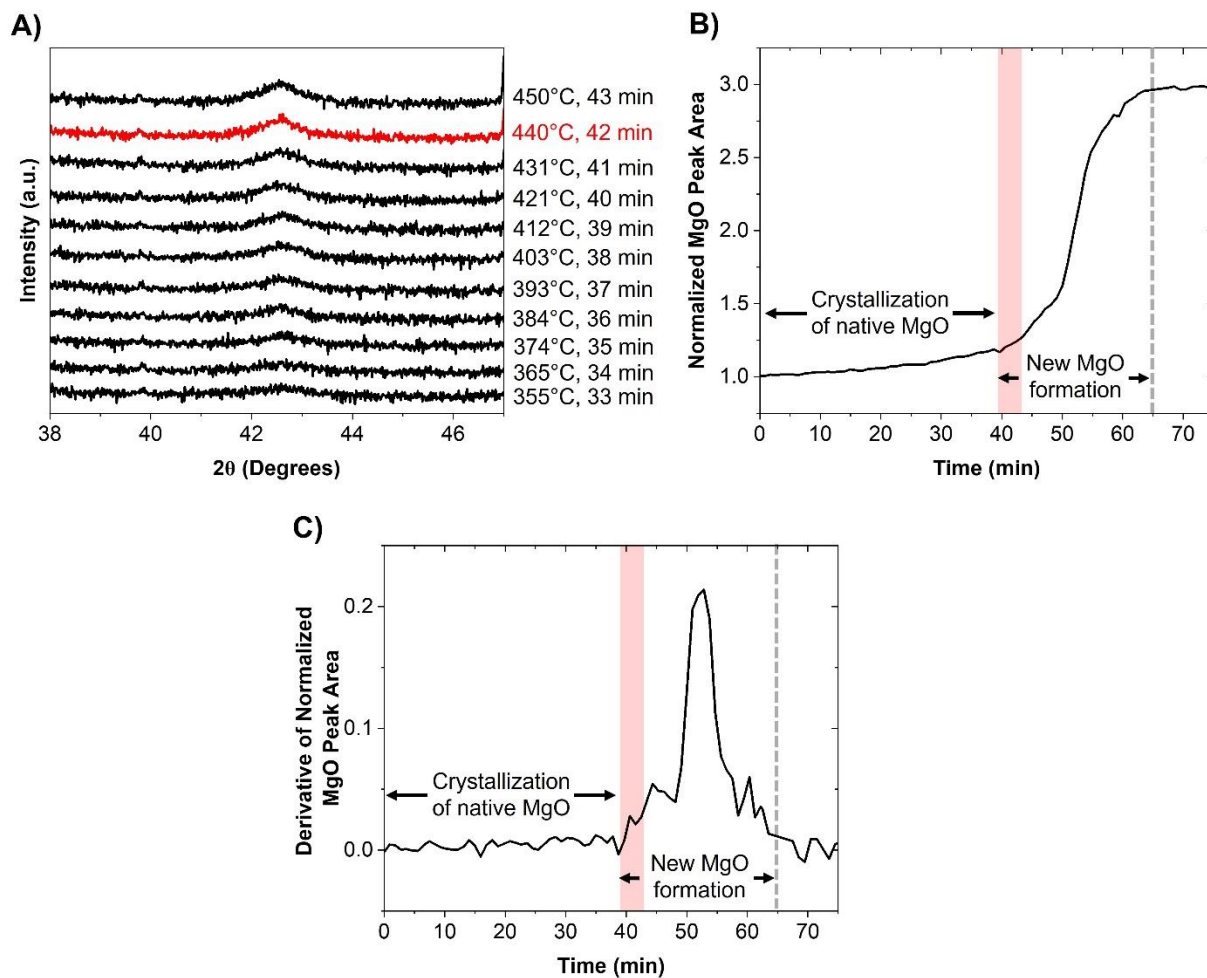 A)
Intensity (a.u.)
450°C, 43 min
440°C, 42 min
431°C, 41 min
421°C, 40 min
412°C, 39 min
403°C, 38 min
393°C, 37 min
384°C, 36 min
374°C, 35 min
365°C, 34 min
355°C, 33 min
38 40 42 44 46
2θ (Degrees)
B)
Normalized MgO Peak Area
3.0
2.5
2.0
1.5
1.0
Crystallization
of native MgO
New MgO
formation
0 10 20 30 40 50 60 70
Time (min)
C)
Derivative of Normalized
MgO Peak Area
0.2
0.1
0.0
Crystallization
of native MgO
New MgO
formation
0 10 20 30 40 50 60 70
Time (min)